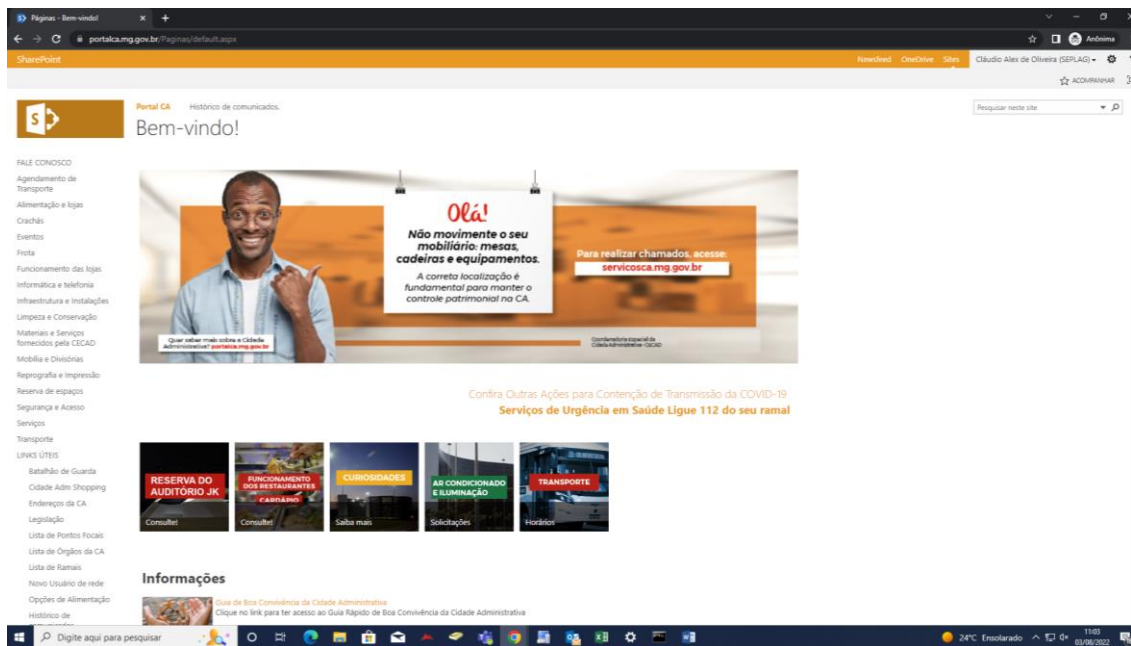 Páginas - Bem-vindo!
portalca.mg.gov.br/Paginas/default.aspx
Anônima
SharePoint
Newsfeed OneDrive Sites Cláudio Alex de Oliveira (SEPLAG)
ACOMPANHAR
Portal CA Histórico de comunicados.
Pesquisar neste site
Bem-vindo!
FALE CONOSCO
Agendamento de
Transporte
Alimentação e lojas
Crachás
Eventos
Frota
Funcionamento das lojas
Informática e telefonia
Infraestrutura e Instalações
Limpeza e Conservação
Materiais e Serviços
fornecidos pela CECAD
Mobília e Divisórias
Reprografia e Impressão
Reserva de espaços
Segurança e Acesso
Serviços
Transporte
LINKS ÚTEIS
Batalhão de Guarda
Cidade Adm Shopping
Endereços da CA
Legislação
Lista de Pontos Focais
Lista de Órgãos da CA
Lista de Ramais
Novo Usuário de rede
Opções de Alimentação
Histórico de
Olá!
Não movimente o seu
mobiliário: mesas,
cadeiras e equipamentos.
A correta localização é
fundamental para manter o
controle patrimonial na CA.
Para realizar chamados, acesse:
servicosca.mg.gov.br
Quer saber mais sobre a Cidade
Administrativa? portalca.mg.gov.br
Coordenadoria Especial da
Cidade Administrativa - CECAD
Confira Outras Ações para Contenção de Transmissão da COVID-19
Serviços de Urgência em Saúde Ligue 112 do seu ramal
RESERVA DO
AUDITÓRIO JK
Consulte!
FUNCIONAMENTO
DOS RESTAURANTES
CARDÁPIO
Consulte!
CURIOSIDADES
Saiba mais
AR CONDICIONADO
E ILUMINAÇÃO
Solicitações
TRANSPORTE
Horários
Informações
Guia de Boa Convivência da Cidade Administrativa
Clique no link para ter acesso ao Guia Rápido de Boa Convivência da Cidade Administrativa
Digite aqui para pesquisar
24°C Ensolarado
11:03
03/08/2022